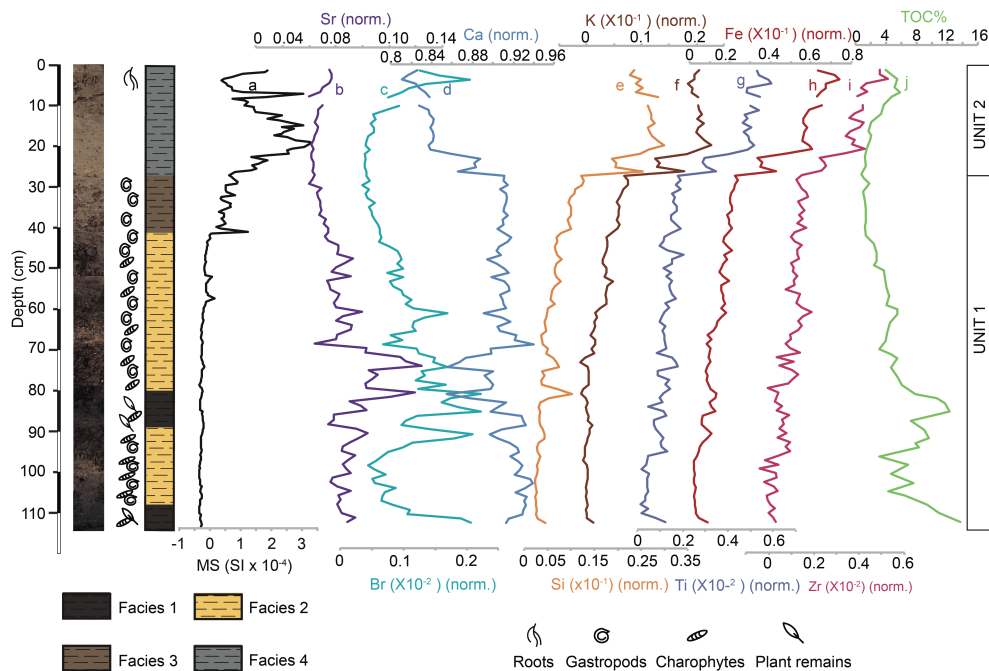 Sr (norm.)
K (X10⁻¹) (norm.)
0 0.04 0.08 0.10 0.14
Ca (norm.)
0 0.1 0.2
Fe (X10⁻¹) (norm.)
TOC%
0.8 0.84 0.88 0.92 0.96
0.2 0.4 0.6 0.8
0 4 8 12 16
0
10
20
30
40
50
60
70
80
90
100
110
Depth (cm)
a
b
c
d
e
f
g
h
i
j
UNIT 2
UNIT 1
-1 0 1 2 3
MS (SI x 10⁻⁴)
0 0.1 0.2
Br (X10⁻²) (norm.)
0 0.05 0.15 0.25 0.35
Si (x10⁻¹) (norm.)
0 0.2 0.4 0.6
Ti (X10-²) (norm.)
0 0.2 0.4 0.6
Zr (X10⁻²) (norm.)
Facies 1
Facies 2
Facies 3
Facies 4
Roots
Gastropods
Charophytes
Plant remains